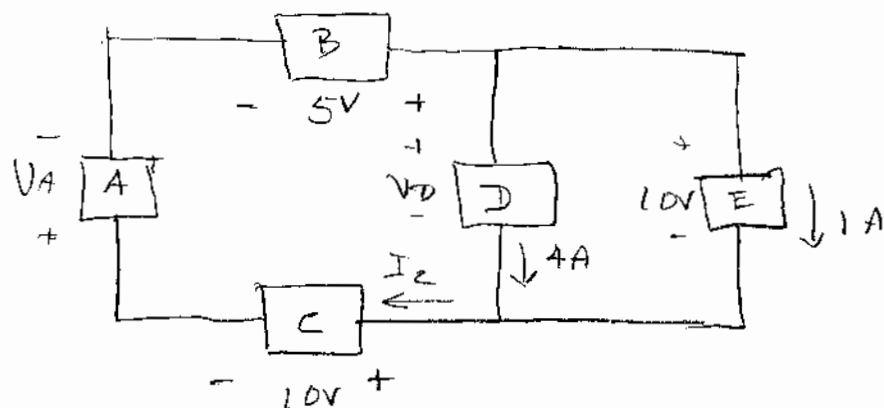 B
- 5V +
- + +
VA A VD D 10V E ↓ 1A
+ - -
Ic ↓ 4A
←
C
- 10V +